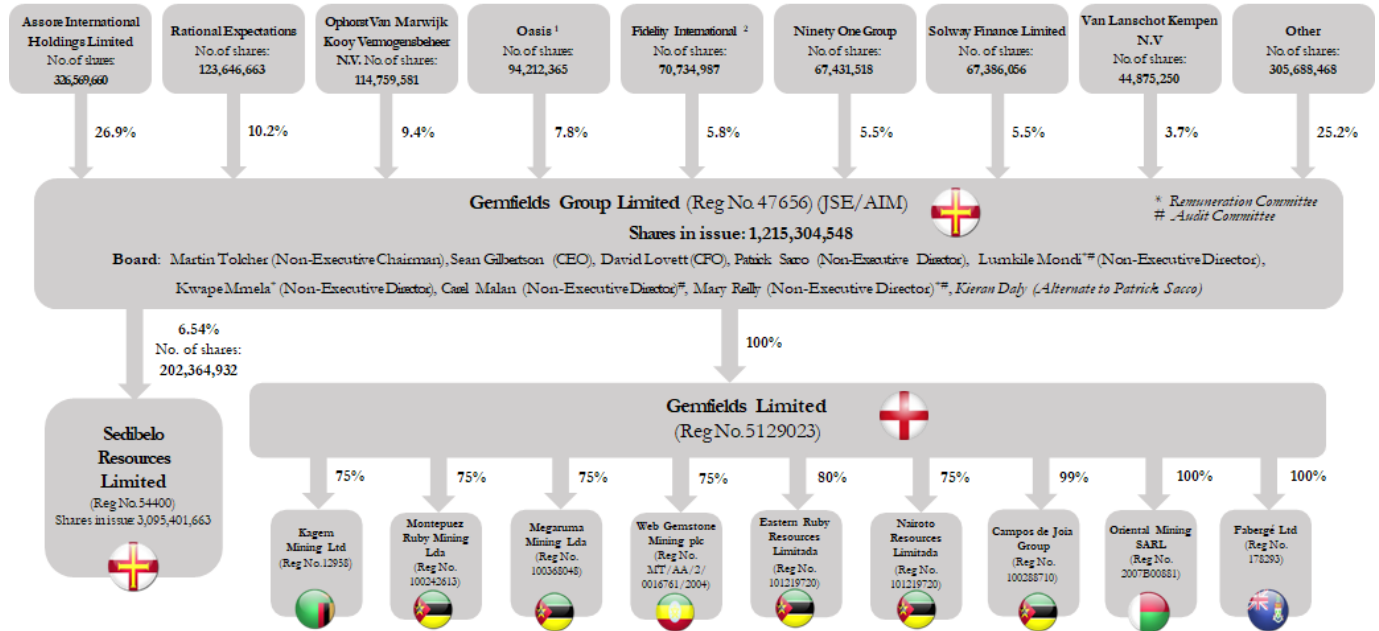 Assore International
Holdings Limited
No.of shares:
326,569,660
Rational Expectations
No.of shares:
123,646,663
Ophorst Van Marwijk
Kooy Vermogensbeheer
N.V. No. of shares:
114,759,581
Oasis 1
No.of shares:
94,212,365
Fidelity International 2
No.of shares:
70,734,987
Ninety One Group
No.of shares:
67,431,518
Solway Finance Limited
No.of shares:
67,386,056
Van Lanschot Kempen
N.V
No. of shares:
44,875,250
Other
No.of shares:
305,688,468
26.9%
10.2%
9.4%
7.8%
5.8%
5.5%
5.5%
3.7%
25.2%
Gemfields Group Limited (Reg No. 47656) (JSE/AIM)
* Remuneration Committee
# Audit Committee
Shares in issue: 1,215,304,548
Board: Martin Tolcher (Non-Executive Chairman), Sean Gilbertson (CEO), David Lovett (CFO), Patrick Sacco (Non-Executive Director), Lumkile Mondi*# (Non-Executive Director),
Kwape Mmela* (Non-Executive Director), Carel Malan (Non-Executive Director)#, Mary Reilly (Non-Executive Director)*#, Kieran Daly (Alternate to Patrick Sacco)
6.54%
No. of shares:
202,364,932
100%
Sedibelo
Resources
Limited
(Reg No. 54400)
Shares in issue: 3,095,401,663
Gemfields Limited
(Reg No. 5129023)
75%
75%
75%
75%
80%
75%
99%
100%
100%
Kagem
Mining Ltd
(Reg No. 12958)
Montepuez
Ruby Mining
Lda
(Reg No.
100242613)
Megaruma
Mining Lda
(Reg No.
100368048)
Web Gemstone
Mining plc
(Reg No.
MT/AA/2/
0016761/2004)
Eastern Ruby
Resources
Limitada
(Reg No.
101219720)
Nairoto
Resources
Limitada
(Reg No.
101219720)
Campos de Joia
Group
(Reg No.
100288710)
Oriental Mining
SARL
(Reg No.
2007B00881)
Fabergé Ltd
(Reg No.
178293)